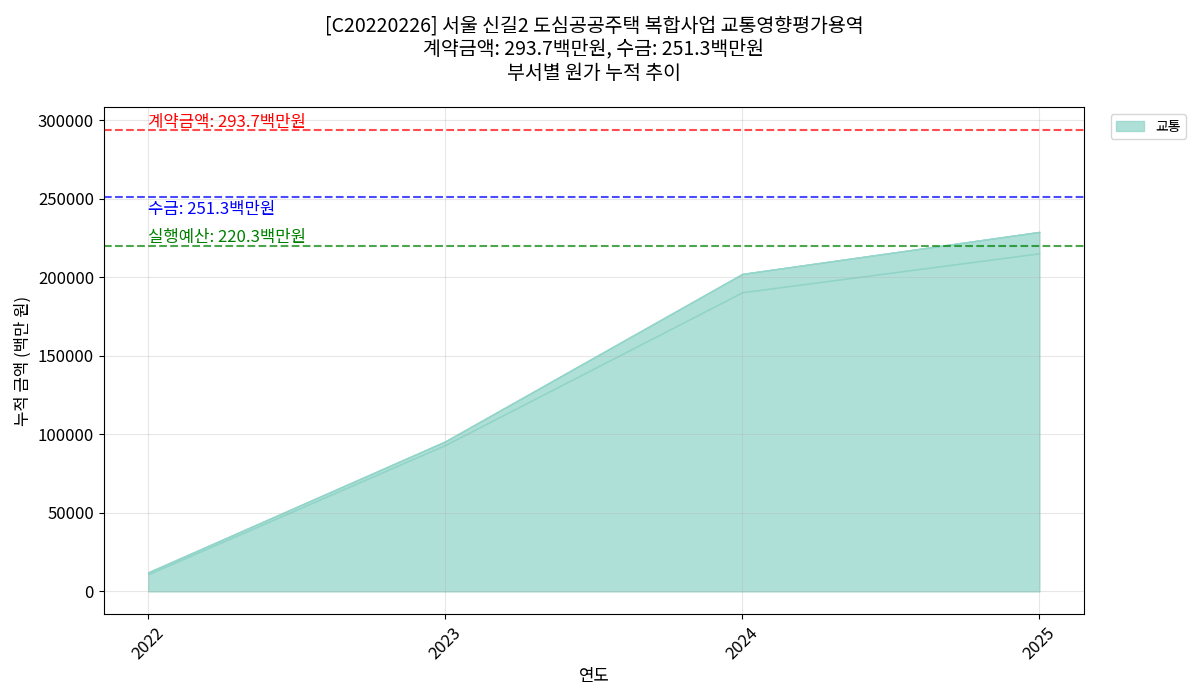 [C20220226] 서울 신길2 도심공공주택 복합사업 교통영향평가용역
계약금액: 293.7백만원, 수금: 251.3백만원
부서별 원가 누적 추이
300000
250000
200000
150000
100000
50000
0
누적 금액 (백만 원)
계약금액: 293.7백만원
수금: 251.3백만원
실행예산: 220.3백만원
교통
2022
2023
2024
2025
연도